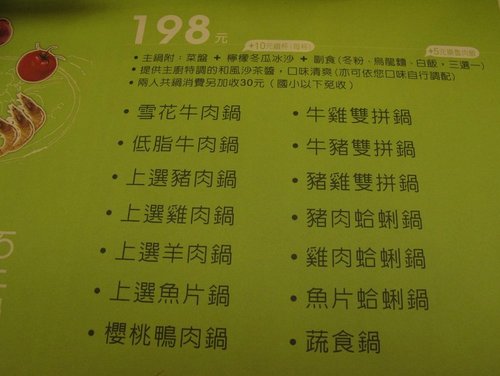 198元
+10元續杯(每杯)
• 主鍋附:菜盤 + 檸檬冬瓜冰沙 + 副食(冬粉‧烏龍麵‧白飯,三選一)
• 提供主廚特調的和風沙茶醬,口味清爽(亦可依您口味自行調配)
• 兩人共鍋消費另加收30元(國小以下免收)
• 雪花牛肉鍋
• 低脂牛肉鍋
• 上選豬肉鍋
• 上選雞肉鍋
• 上選羊肉鍋
• 上選魚片鍋
• 櫻桃鴨肉鍋
• 牛雞雙拼鍋
• 牛豬雙拼鍋
• 豬雞雙拼鍋
• 豬肉蛤蜊鍋
• 雞肉蛤蜊鍋
• 魚片蛤蜊鍋
• 蔬食鍋